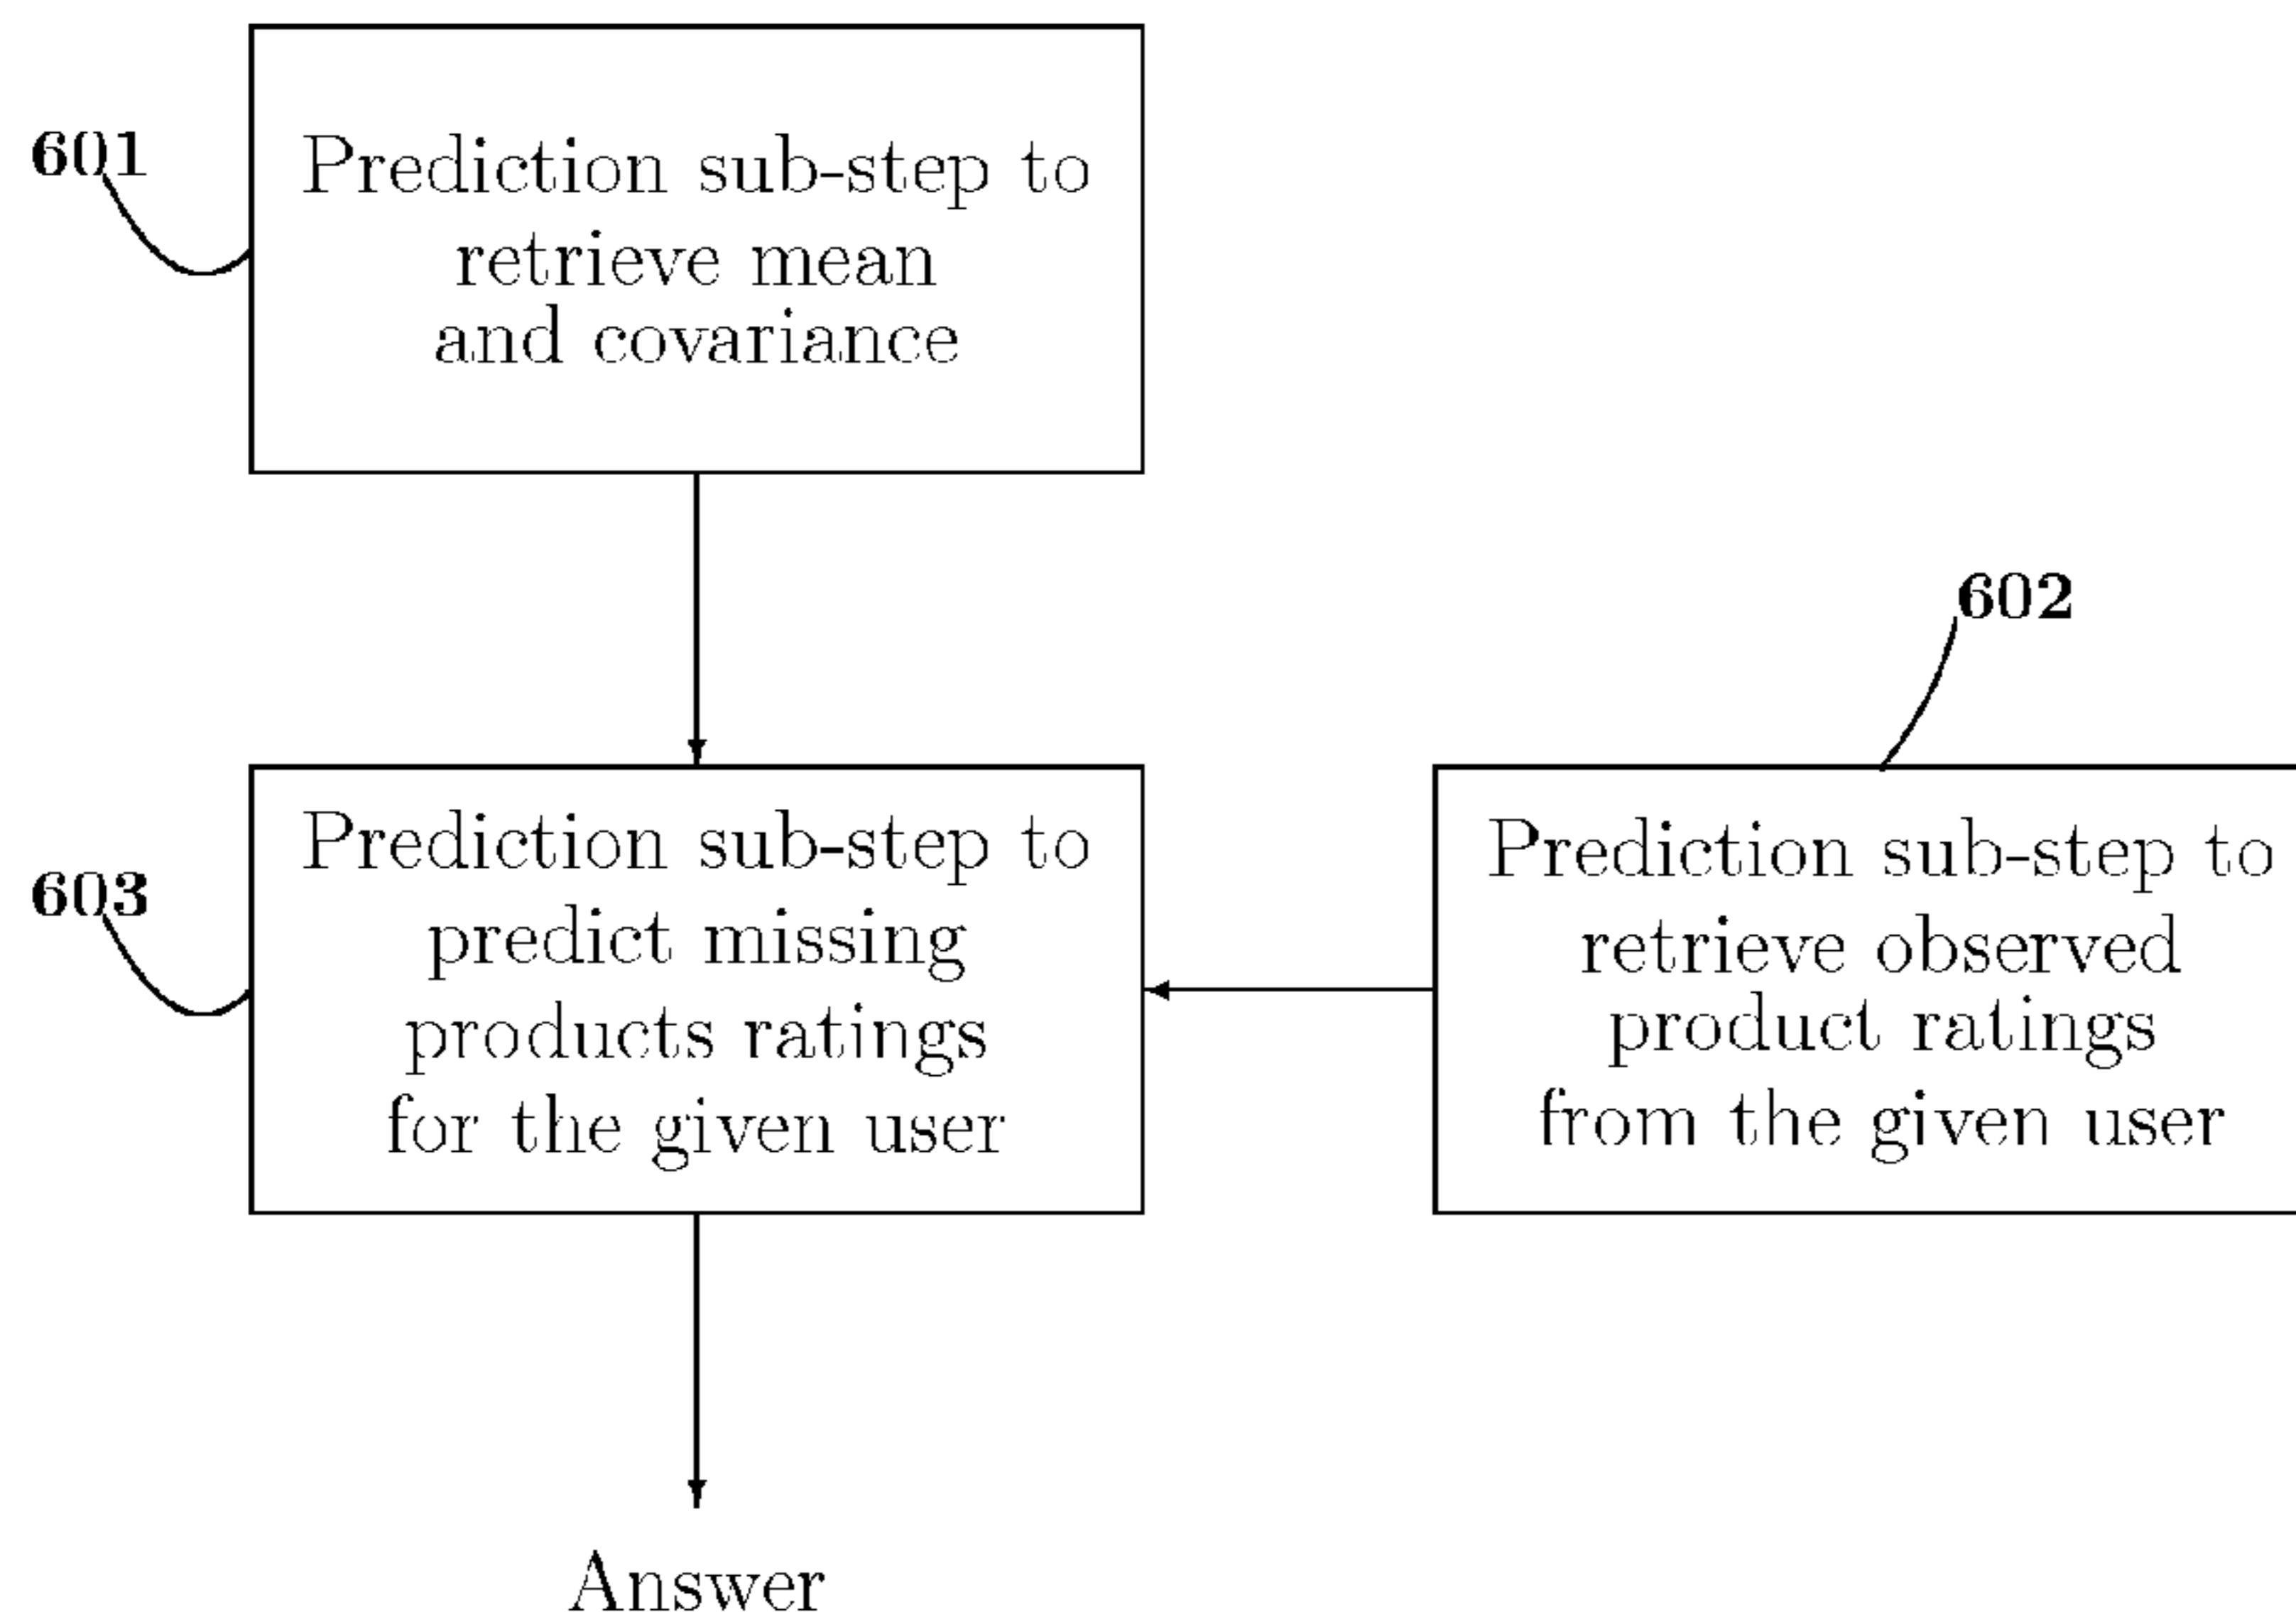 601
Prediction sub-step to
retrieve mean
and covariance
602
603
Prediction sub-step to
predict missing
products ratings
for the given user
Prediction sub-step to
retrieve observed
product ratings
from the given user
Answer